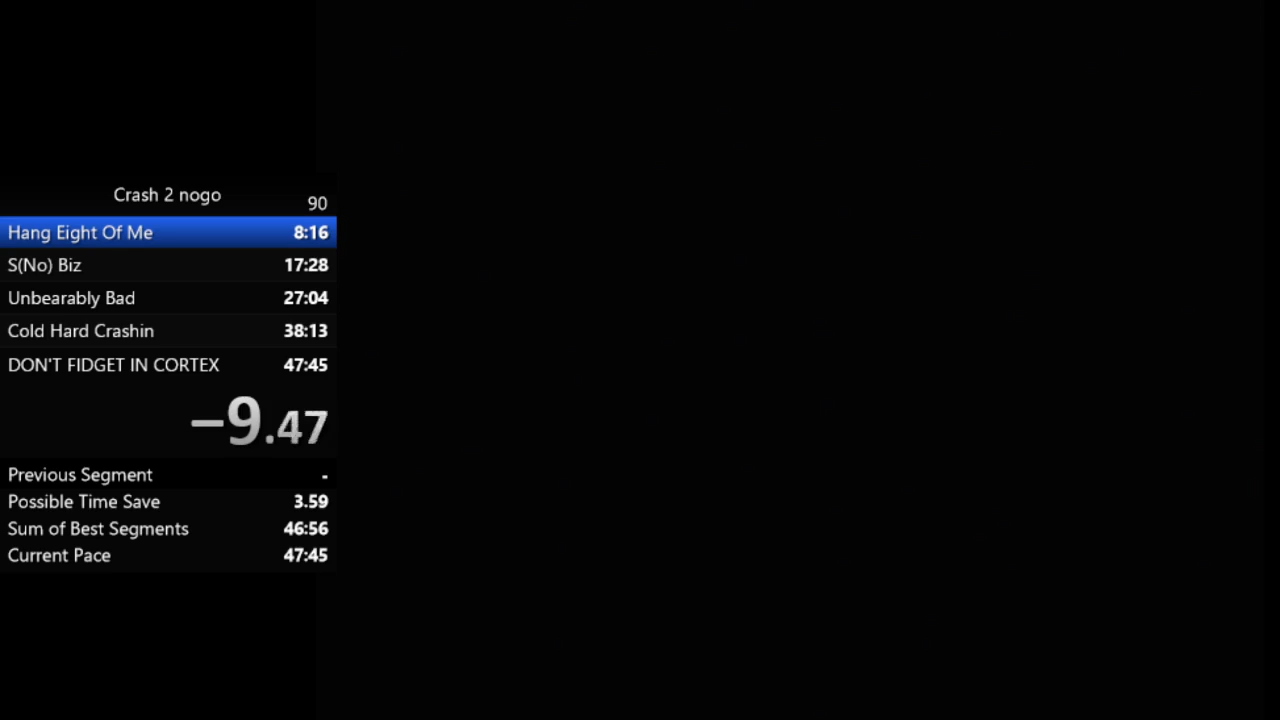 Crash 2 nogo
90
Hang Eight Of Me 8:16
S(No) Biz 17:28
Unbearably Bad 27:04
Cold Hard Crashin 38:13
DON'T FIDGET IN CORTEX 47:45
−9.47
Previous Segment -
Possible Time Save 3.59
Sum of Best Segments 46:56
Current Pace 47:45